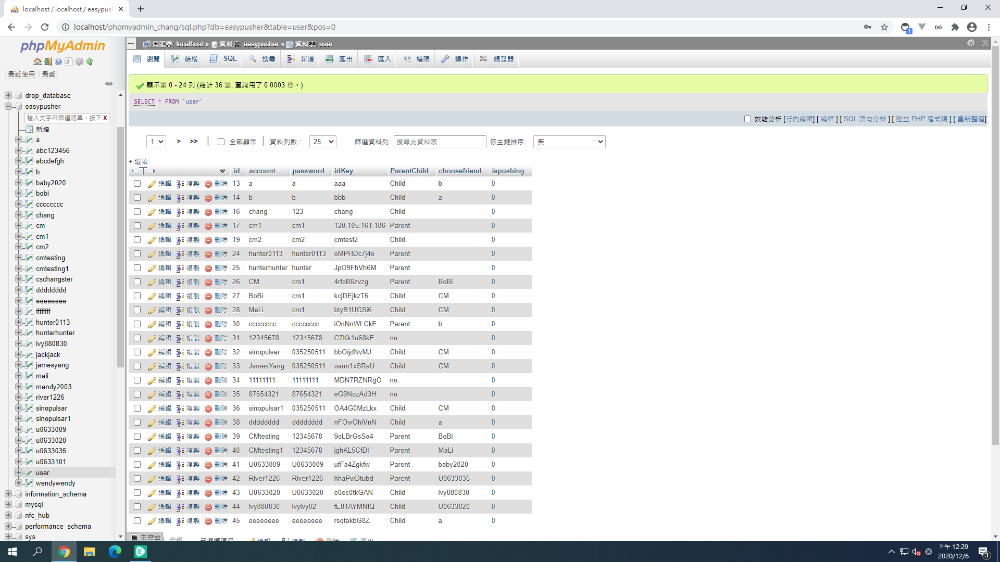 localhost / localhost / easypush
localhost/phpmyadmin_chang/sql.php?db=easypusher&table=user&pos=0
1
phpMyAdmin
最近使用 最愛
drop_database
easypusher
輸入文字來篩選清單，按下 X
新增
a
abc123456
abcdefgh
b
baby2020
bobi
cccccccc
chang
cm
cm1
cm2
cmtesting
cmtesting1
cschangster
dddddddd
eeeeeeee
ffffffff
hunter0113
hunterhunter
ivy880830
jackjack
jamesyang
mali
mandy2003
river1226
sinopulsar
sinopulsar1
u0633009
u0633020
u0633035
u0633101
user
wendywendy
information_schema
mysql
nfc_hub
performance_schema
sys
伺服器: localhost » 資料庫: easypusher » 資料表: user
瀏覽 結構 SQL 搜尋 新增 匯出 匯入 權限 操作 觸發器
顯示第 0 - 24 列 (總計 36 筆, 查詢用了 0.0003 秒。)
SELECT * FROM `user`
效能分析 [行內編輯] [ 編輯 ] [ SQL 語句分析 ] [ 建立 PHP 程式碼 ] [ 重新整理]
1 > >> | 全部顯示 | 資料列數： 25 篩選資料列: 搜尋此資料表 依主鍵排序: 無
+ 選項
←T→ id account password idKey ParentChild choosefriend ispushing
編輯 複製 刪除 13 a a aaa Child b 0
編輯 複製 刪除 14 b b bbb Child a 0
編輯 複製 刪除 16 chang 123 chang Child 0
編輯 複製 刪除 17 cm1 cm1 120.105.161.186 Parent 0
編輯 複製 刪除 19 cm2 cm2 cmtest2 Child 0
編輯 複製 刪除 24 hunter0113 hunter0113 oMPHDc7j4o Parent 0
編輯 複製 刪除 25 hunterhunter hunter JpO9FhVh6M Parent 0
編輯 複製 刪除 26 CM cm1 4rfoB6zvzg Parent BoBi 0
編輯 複製 刪除 27 BoBi cm1 kcjDEjkzT6 Child CM 0
編輯 複製 刪除 28 MaLi cm1 btyB1UGSi6 Child CM 0
編輯 複製 刪除 30 cccccccc cccccccc iOnNnWLCkE Parent b 0
編輯 複製 刪除 31 12345678 12345678 C7Kk1o68kE no 0
編輯 複製 刪除 32 sinopulsar 035250511 bbOijdNvMJ Child CM 0
編輯 複製 刪除 33 JamesYang 035250511 oaun1xSRaU Child CM 0
編輯 複製 刪除 34 11111111 11111111 MDN7RZNRgO no 0
編輯 複製 刪除 35 87654321 87654321 eG9NozAd3H no 0
編輯 複製 刪除 36 sinopulsar1 035250511 OA4G0MzLkx Child CM 0
編輯 複製 刪除 38 dddddddd dddddddd nFOwOhiVnN Child a 0
編輯 複製 刪除 39 CMtesting 12345678 9oLBrGsSo4 Parent BoBi 0
編輯 複製 刪除 40 CMtesting1 12345678 jghKL5CfDI Parent MaLi 0
編輯 複製 刪除 41 U0633009 U0633009 ufFa4Zgkfw Parent baby2020 0
編輯 複製 刪除 42 River1226 River1226 hhaPwDtubd Parent U0633035 0
編輯 複製 刪除 43 U0633020 U0633020 e0ec0tkGAN Child ivy880830 0
編輯 複製 刪除 44 ivy880830 ivyivy02 fE81AYMNfQ Child U0633020 0
編輯 複製 刪除 45 eeeeeeee eeeeeeee rsqfakbG8Z Child a 0
主控台 全選 已選擇項目： 編輯 複製 刪除 匯出
下午 12:29
2020/12/6
3